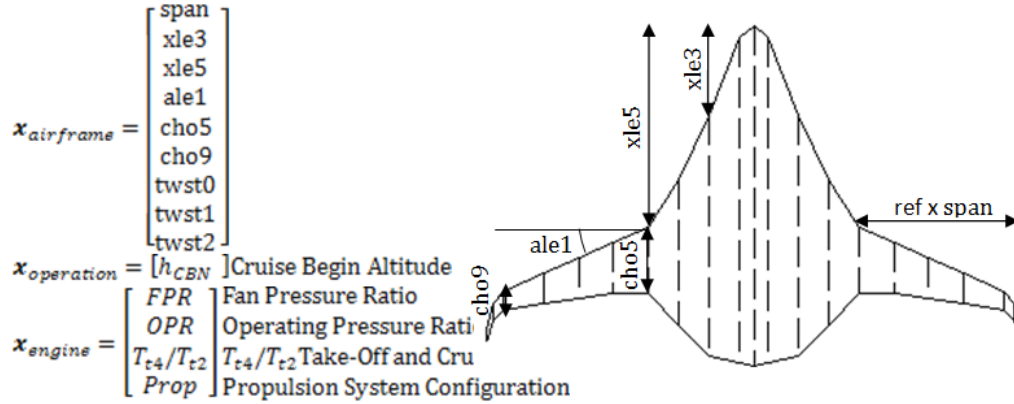 x_airframe = [span
xle3
xle5
ale1
cho5
cho9
twst0
twst1
twst2]
x_operation = [h_CBN ]Cruise Begin Altitude
x_engine = [FPR
OPR
T_t4/T_t2
Prop]
Fan Pressure Ratio
Operating Pressure Rati
T_t4/T_t2 Take-Off and Cru
Propulsion System Configuration
xle5
xle3
ale1
cho5
cho9
ref x span